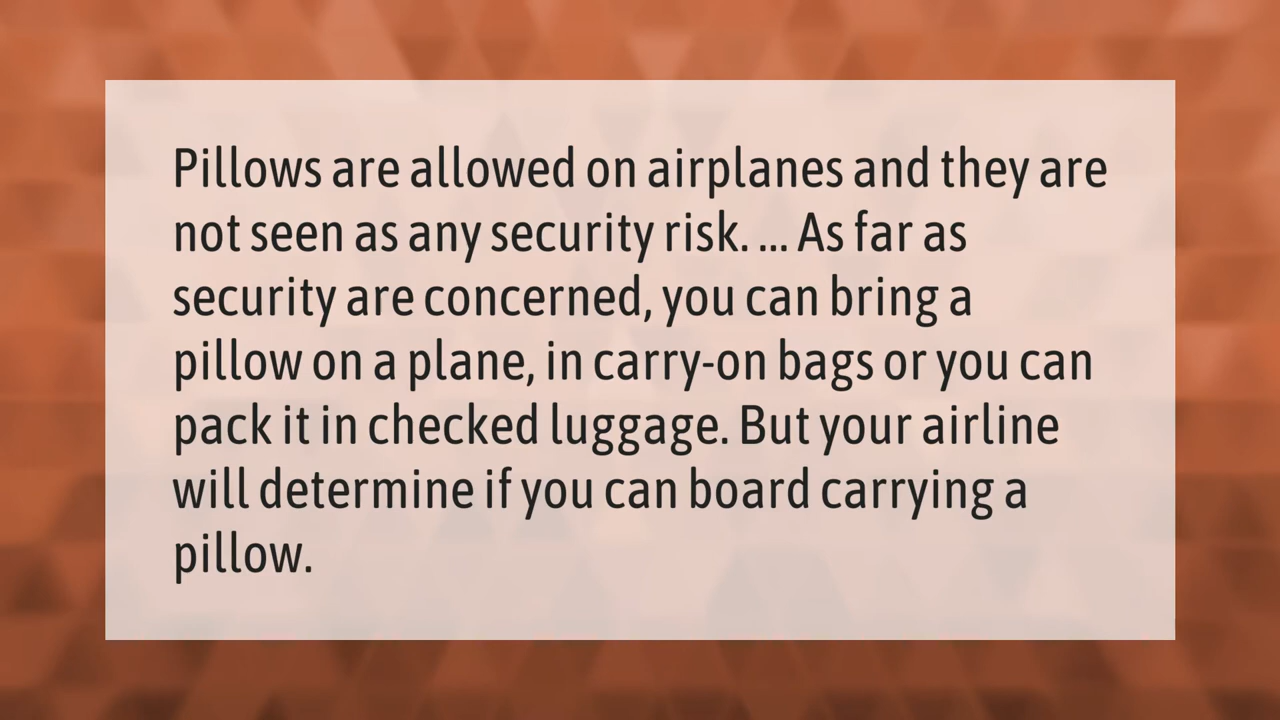 Pillows are allowed on airplanes and they are
not seen as any security risk. ... As far as
security are concerned, you can bring a
pillow on a plane, in carry-on bags or you can
pack it in checked luggage. But your airline
will determine if you can board carrying a
pillow.